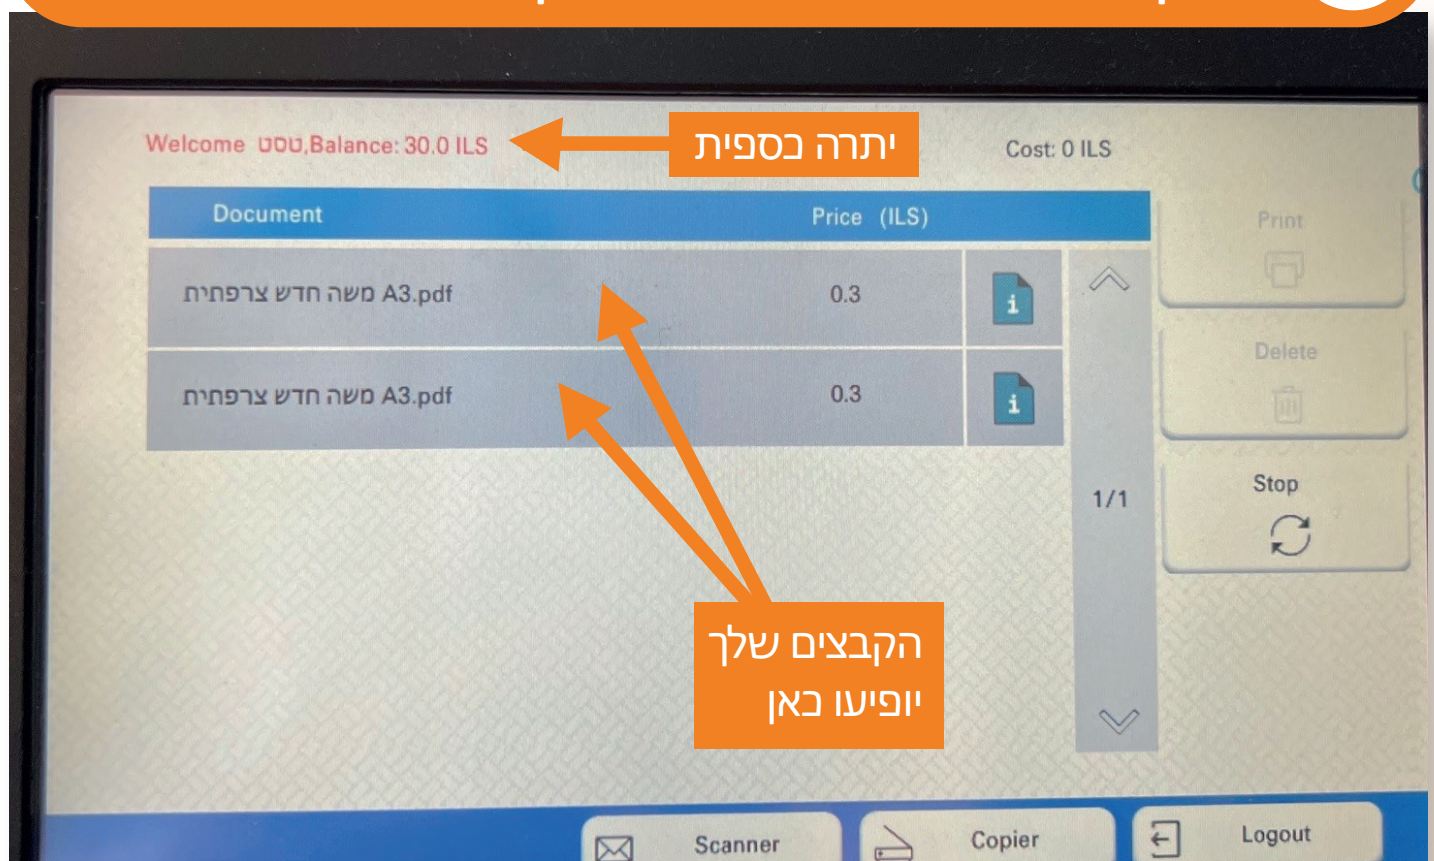 Welcome טסט,Balance: 30.0 ILS
יתרה כספית
Cost: 0 ILS
Document Price (ILS)
Print
A3.pdf משה חדש צרפתית 0.3
Delete
A3.pdf משה חדש צרפתית 0.3
Stop
1/1
הקבצים שלך
יופיעו כאן
Scanner
Copier
Logout